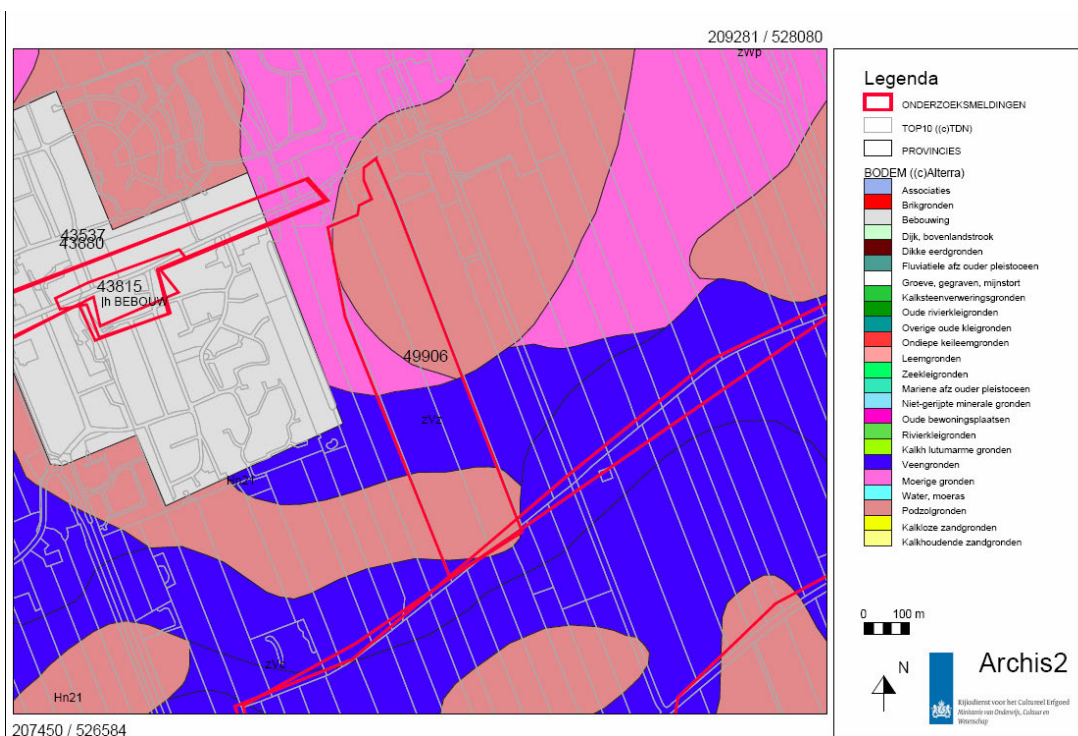 209281 / 528080
zWp
43537
43880
43815
|h BEBOUW
49906
zVz
Hn21
zVc
Hn21
207450 / 526584
Legenda
ONDERZOEKSMELDINGEN
TOP10 ((c)TDN)
PROVINCIES
BODEM ((c)Alterra)
Associaties
Brikgronden
Bebouwing
Dijk, bovenlandstrook
Dikke eerdgronden
Fluviatiele afz ouder pleistoceen
Groeve, gegraven, mijnstort
Kalksteenverweringsgronden
Oude rivierkleigronden
Overige oude kleigronden
Ondiepe keileemgronden
Leemgronden
Zeekleigronden
Mariene afz ouder pleistoceen
Niet-gerijpte minerale gronden
Oude bewoningsplaatsen
Rivierkleigronden
Kalkh lutumarme gronden
Veengronden
Moerige gronden
Water, moeras
Podzolgronden
Kalkloze zandgronden
Kalkhoudende zandgronden
0 100 m
N
Archis2
Rijksdienst voor het Cultureel Erfgoed
Ministerie van Onderwijs, Cultuur en
Wetenschap